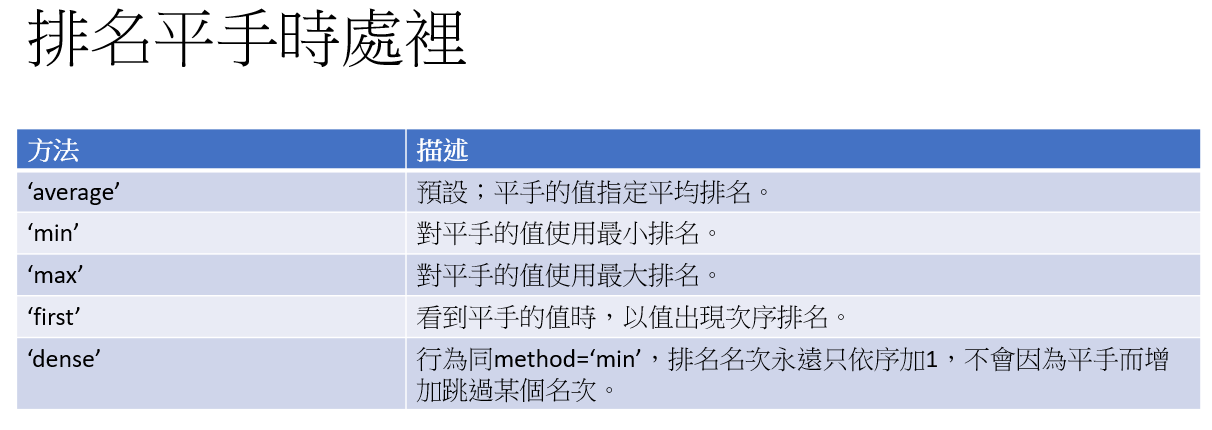 排名平手時處裡
方法 描述
‘average’ 預設；平手的值指定平均排名。
‘min’ 對平手的值使用最小排名。
‘max’ 對平手的值使用最大排名。
‘first’ 看到平手的值時，以值出現次序排名。
‘dense’ 行為同method=‘min’，排名名次永遠只依序加1，不會因為平手而增
加跳過某個名次。